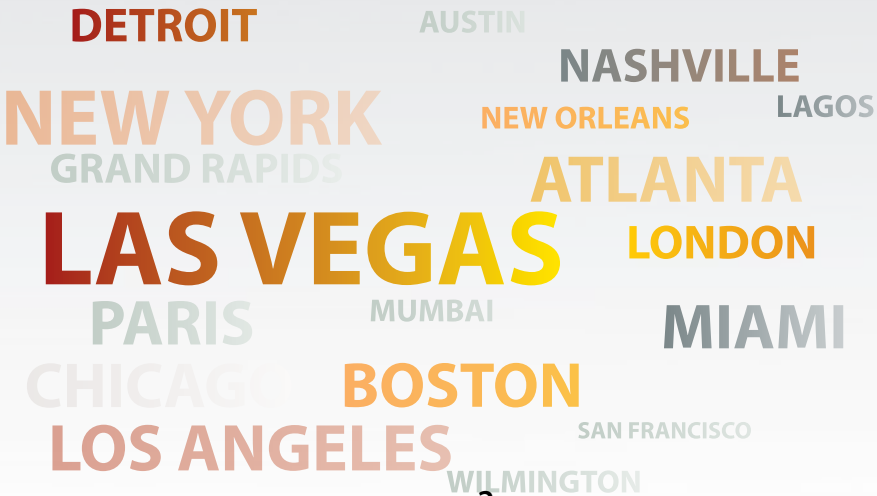 DETROIT
AUSTIN
NASHVILLE
NEW YORK
NEW ORLEANS
LAGOS
GRAND RAPIDS
ATLANTA
LAS VEGAS
LONDON
PARIS
MUMBAI
MIAMI
CHICAGO
BOSTON
LOS ANGELES
SAN FRANCISCO
WILMINGTON